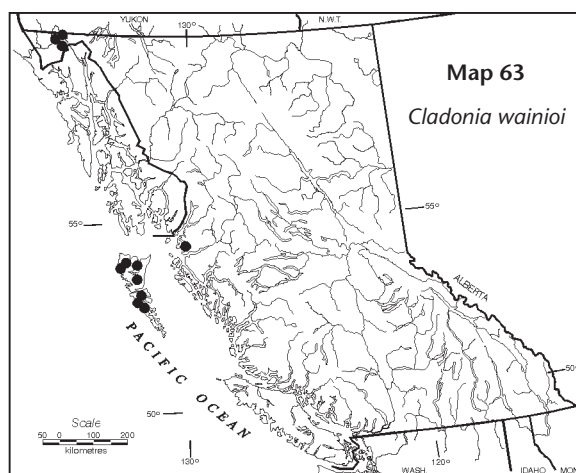 YUKON
130°
N.W.T.
Map 63
Cladonia wainioi
55°
55°
ALBERTA
50°
PACIFIC OCEAN
50°
Scale
50 0 100 200
kilometres
130°
120°
WASH.
IDAHO
MON